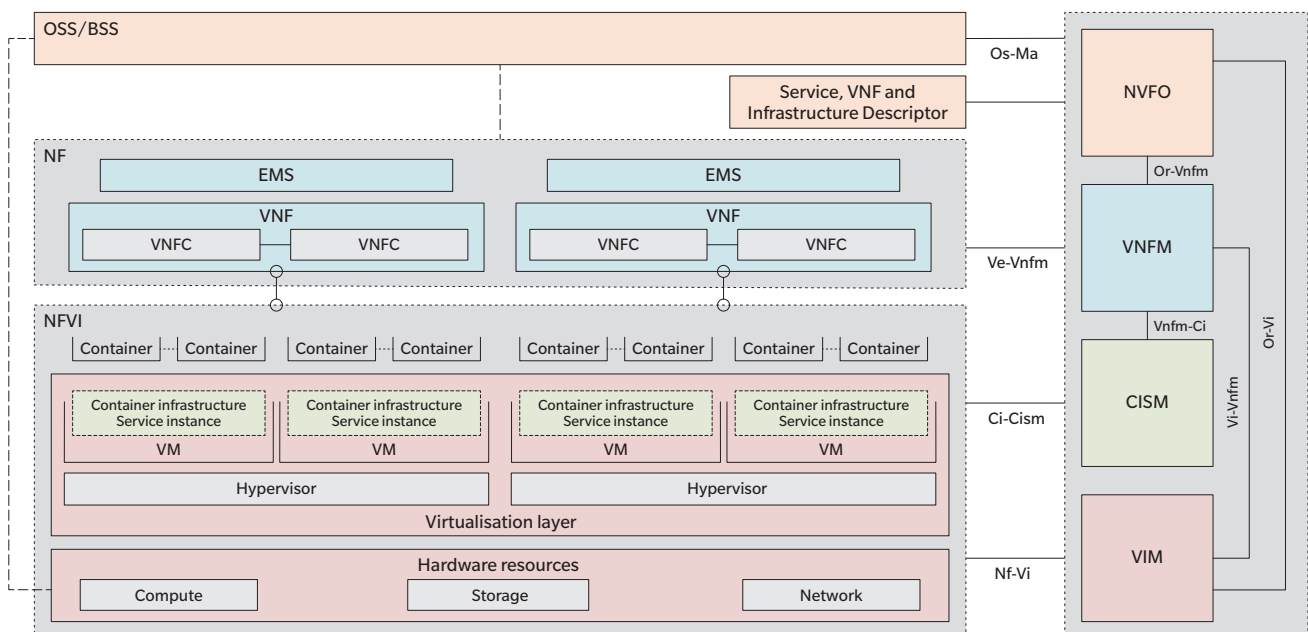 OSS/BSS
Os-Ma
Service, VNF and
Infrastructure Descriptor
NVFO
Or-Vnfm
NF
EMS
EMS
VNF
VNFC
VNFC
VNF
VNFC
VNFC
Ve-Vnfm
VNFM
Vnfm-Ci
Or-Vi
Vi-Vnfm
NFVI
Container
Container
Container
Container
Container
Container
Container
Container
Container infrastructure
Service instance
VM
Container infrastructure
Service instance
VM
Container infrastructure
Service instance
VM
Container infrastructure
Service instance
VM
Ci-Cism
CISM
Hypervisor
Hypervisor
Virtualisation layer
Hardware resources
Compute
Storage
Network
Nf-Vi
VIM